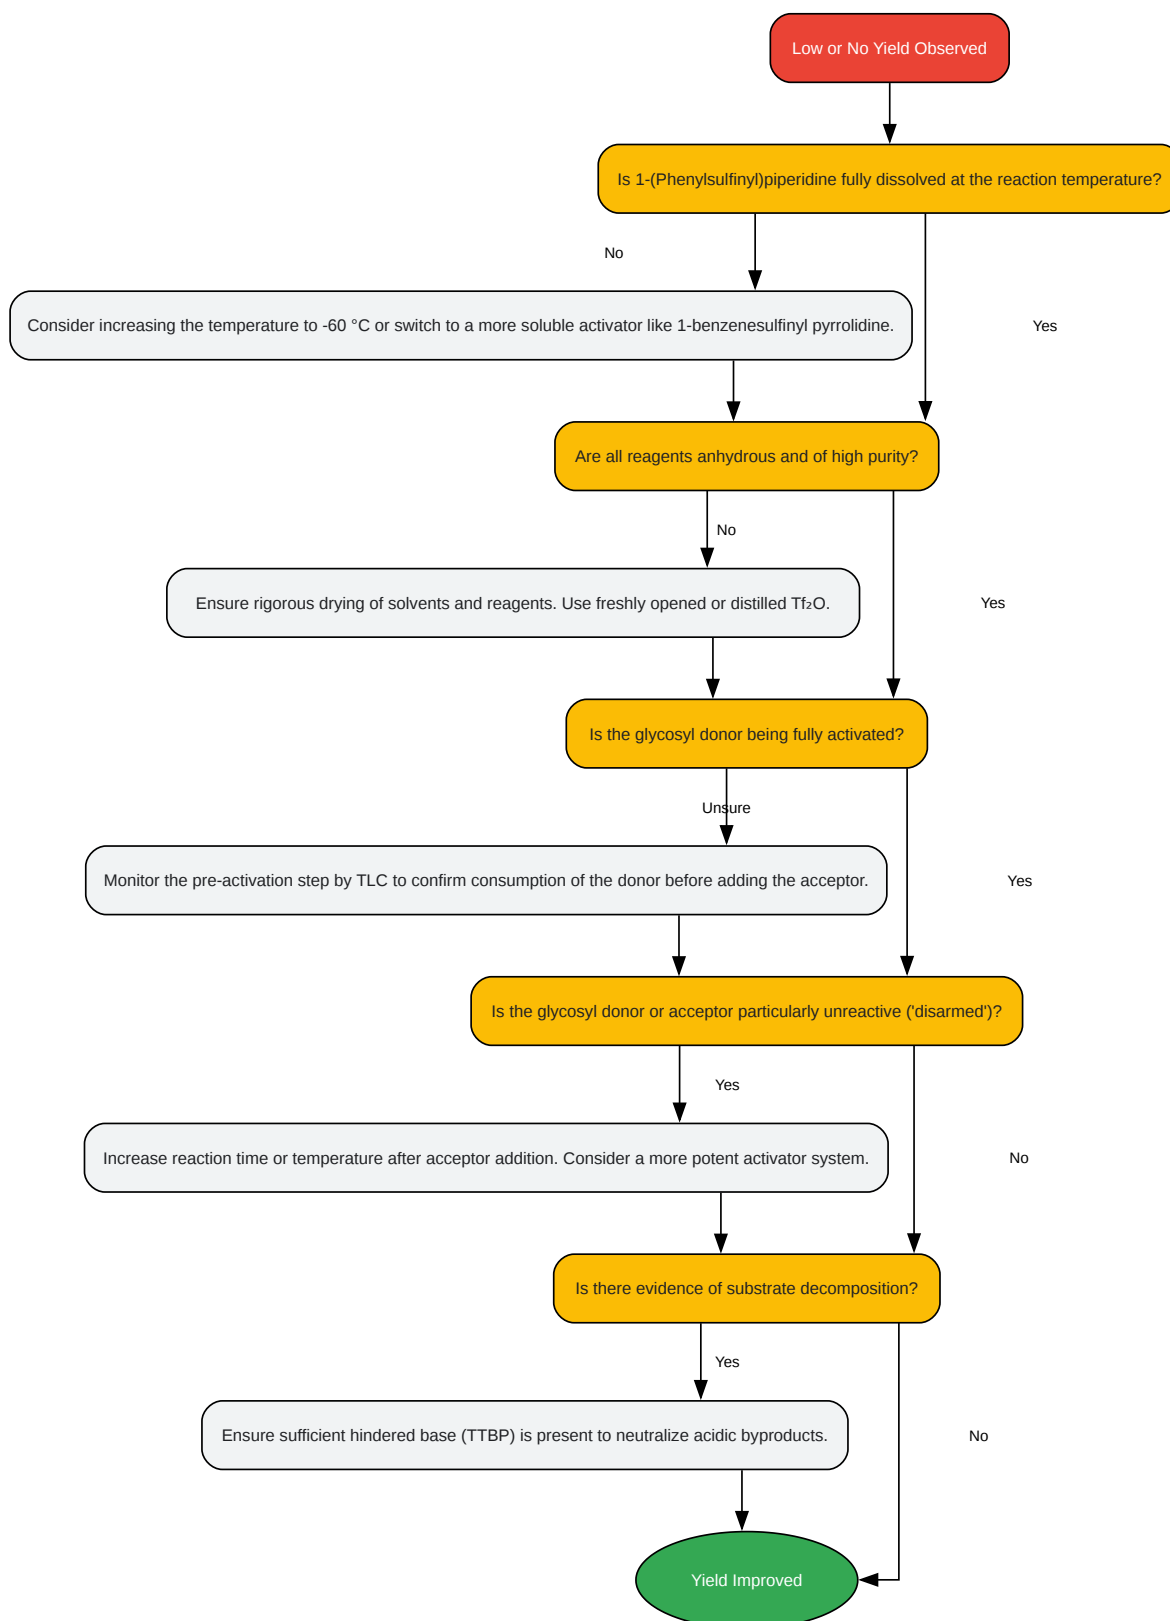 Low or No Yield Observed
Is 1-(Phenylsulfinyl)piperidine fully dissolved at the reaction temperature?
No
Consider increasing the temperature to -60 °C or switch to a more soluble activator like 1-benzenesulfinyl pyrrolidine.
Yes
Are all reagents anhydrous and of high purity?
No
Ensure rigorous drying of solvents and reagents. Use freshly opened or distilled Tf₂O.
Yes
Is the glycosyl donor being fully activated?
Unsure
Monitor the pre-activation step by TLC to confirm consumption of the donor before adding the acceptor.
Yes
Is the glycosyl donor or acceptor particularly unreactive ('disarmed')?
Yes
Increase reaction time or temperature after acceptor addition. Consider a more potent activator system.
No
Is there evidence of substrate decomposition?
Yes
Ensure sufficient hindered base (TTBP) is present to neutralize acidic byproducts.
No
Yield Improved